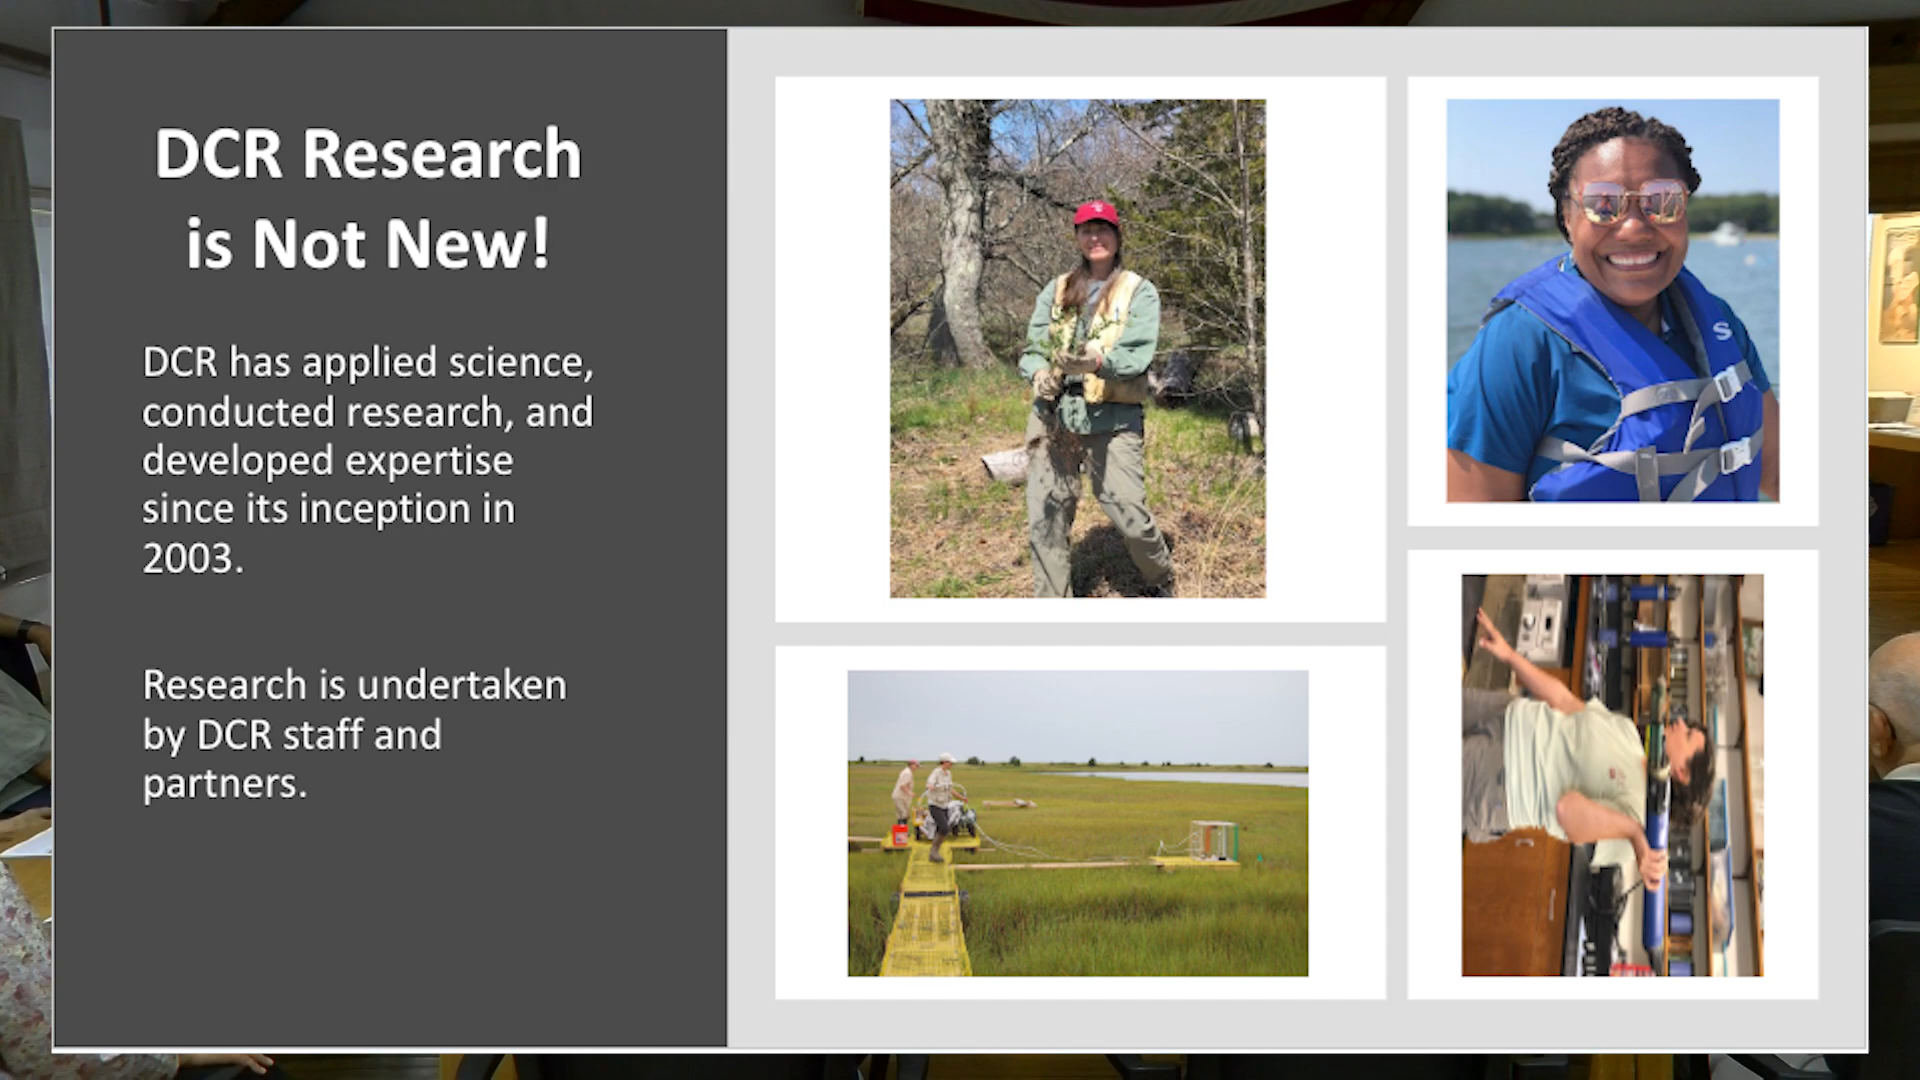 DCR Research
is Not New!
DCR has applied science,
conducted research, and
developed expertise
since its inception in
2003.
Research is undertaken
by DCR staff and
partners.
S